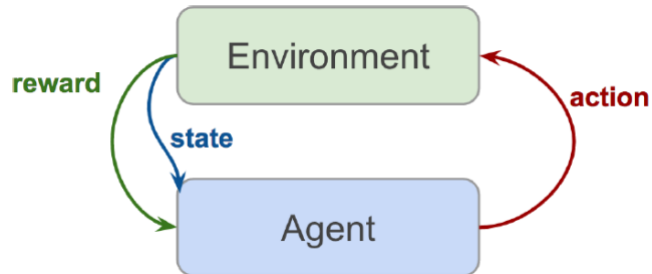 Environment
reward
action
state
Agent